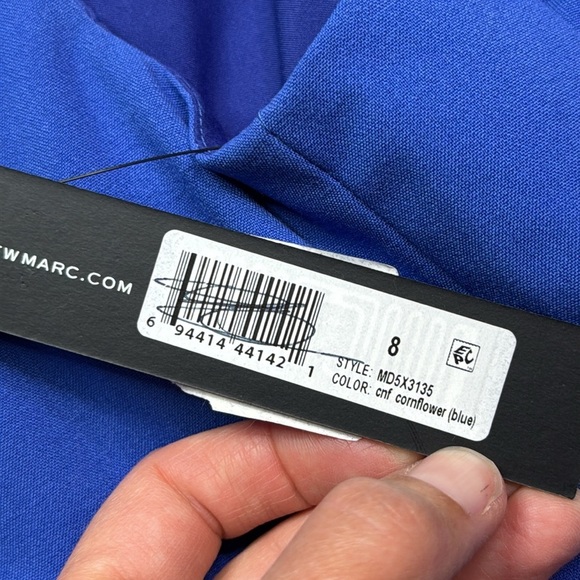 WMARC.COM
8
6 94414 44142 1
STYLE: MD5X3135
COLOR: cnf cornflower (blue)